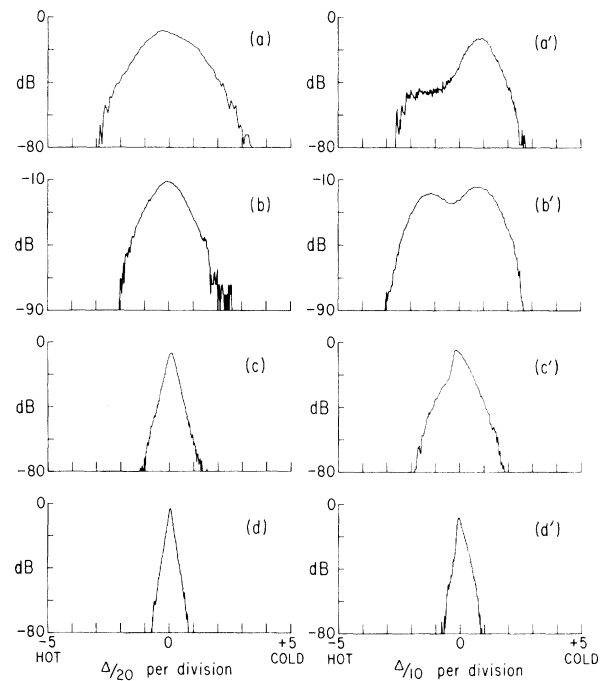 0
(a)
dB
-80
0
(a')
dB
-80
-10
(b)
dB
-90
-10
(b')
dB
-90
0
(c)
dB
-80
0
(c')
dB
-80
0
(d)
dB
-80
-5 0 +5
HOT COLD
Δ/20 per division
0
(d')
dB
-80
-5 0 +5
HOT COLD
Δ/10 per division